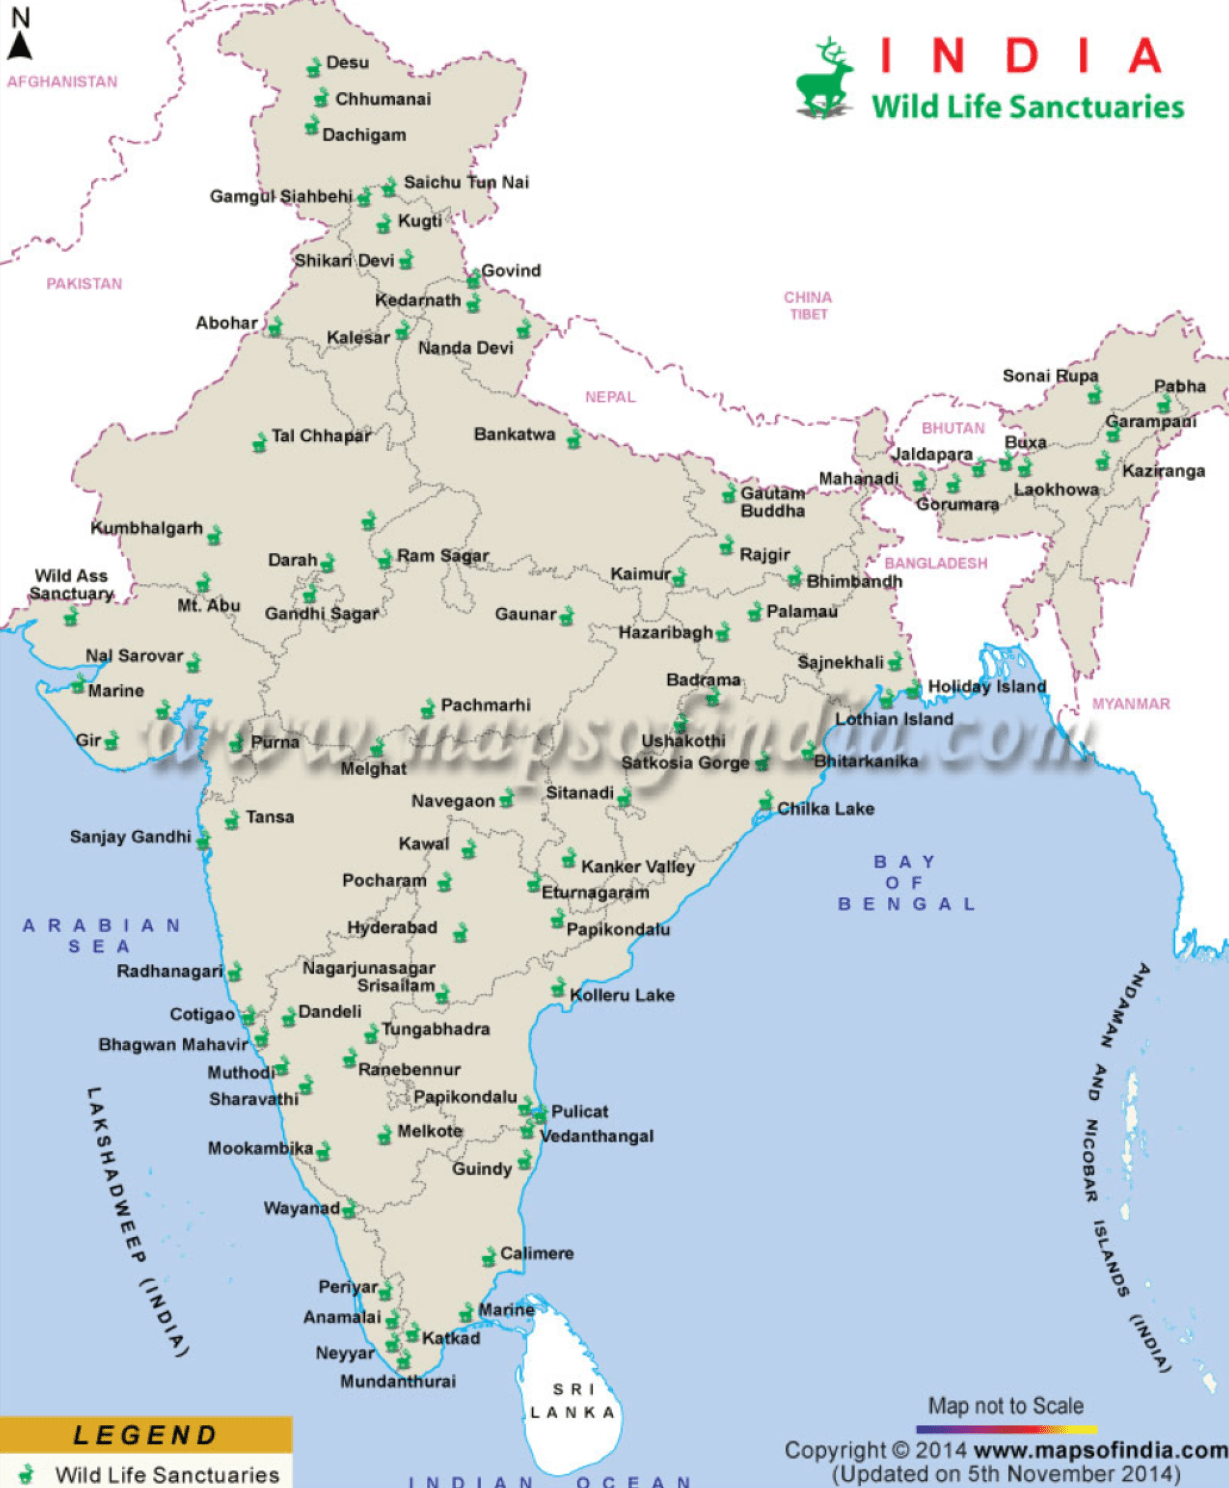 N
INDIA
Wild Life Sanctuaries
AFGHANISTAN
Desu
Chhumanai
Dachigam
Saichu Tun Nai
Gamgul Siahbehi
Kugti
Shikari Devi
Govind
PAKISTAN
Kedarnath
CHINA
TIBET
Abohar
Kalesar
Nanda Devi
Sonai Rupa
Pabha
NEPAL
Garampani
BHUTAN
Tal Chhapar
Bankatwa
Buxa
Jaldapara
Kaziranga
Mahanadi
Laokhowa
Gautam
Buddha
Gorumara
Kumbhalgarh
Rajgir
Ram Sagar
Darah
BANGLADESH
Wild Ass
Sanctuary
Kaimur
Bhimbandh
Mt. Abu
Gandhi Sagar
Gaunar
Palamau
Hazaribagh
Nal Sarovar
Sajnekhali
Badrama
Marine
Holiday Island
Pachmarhi
MYANMAR
Lothian Island
www.mapsofindia.com
Gir
Purna
Ushakothi
Melghat
Satkosia Gorge
Bhitarkanika
Navegaon
Sitanadi
Chilka Lake
Tansa
Sanjay Gandhi
Kawal
Kanker Valley
BAY
OF
BENGAL
Pocharam
Eturnagaram
ARABIAN
SEA
Hyderabad
Papikondalu
Radhanagari
Nagarjunasagar
Srisailam
Kolleru Lake
Cotigao
Dandeli
Tungabhadra
Bhagwan Mahavir
Muthodi
Ranebennur
Sharavathi
Papikondalu
Pulicat
Melkote
Vedanthangal
Mookambika
Guindy
Wayanad
LAKSHADWEEP (INDIA)
ANDAMAN AND NICOBAR ISLANDS (INDIA)
Calimere
Periyar
Marine
Anamalai
Katkad
Neyyar
Mundanthurai
SRI
LANKA
Map not to Scale
LEGEND
Wild Life Sanctuaries
Copyright © 2014 www.mapsofindia.com
(Updated on 5th November 2014)
INDIAN OCEAN